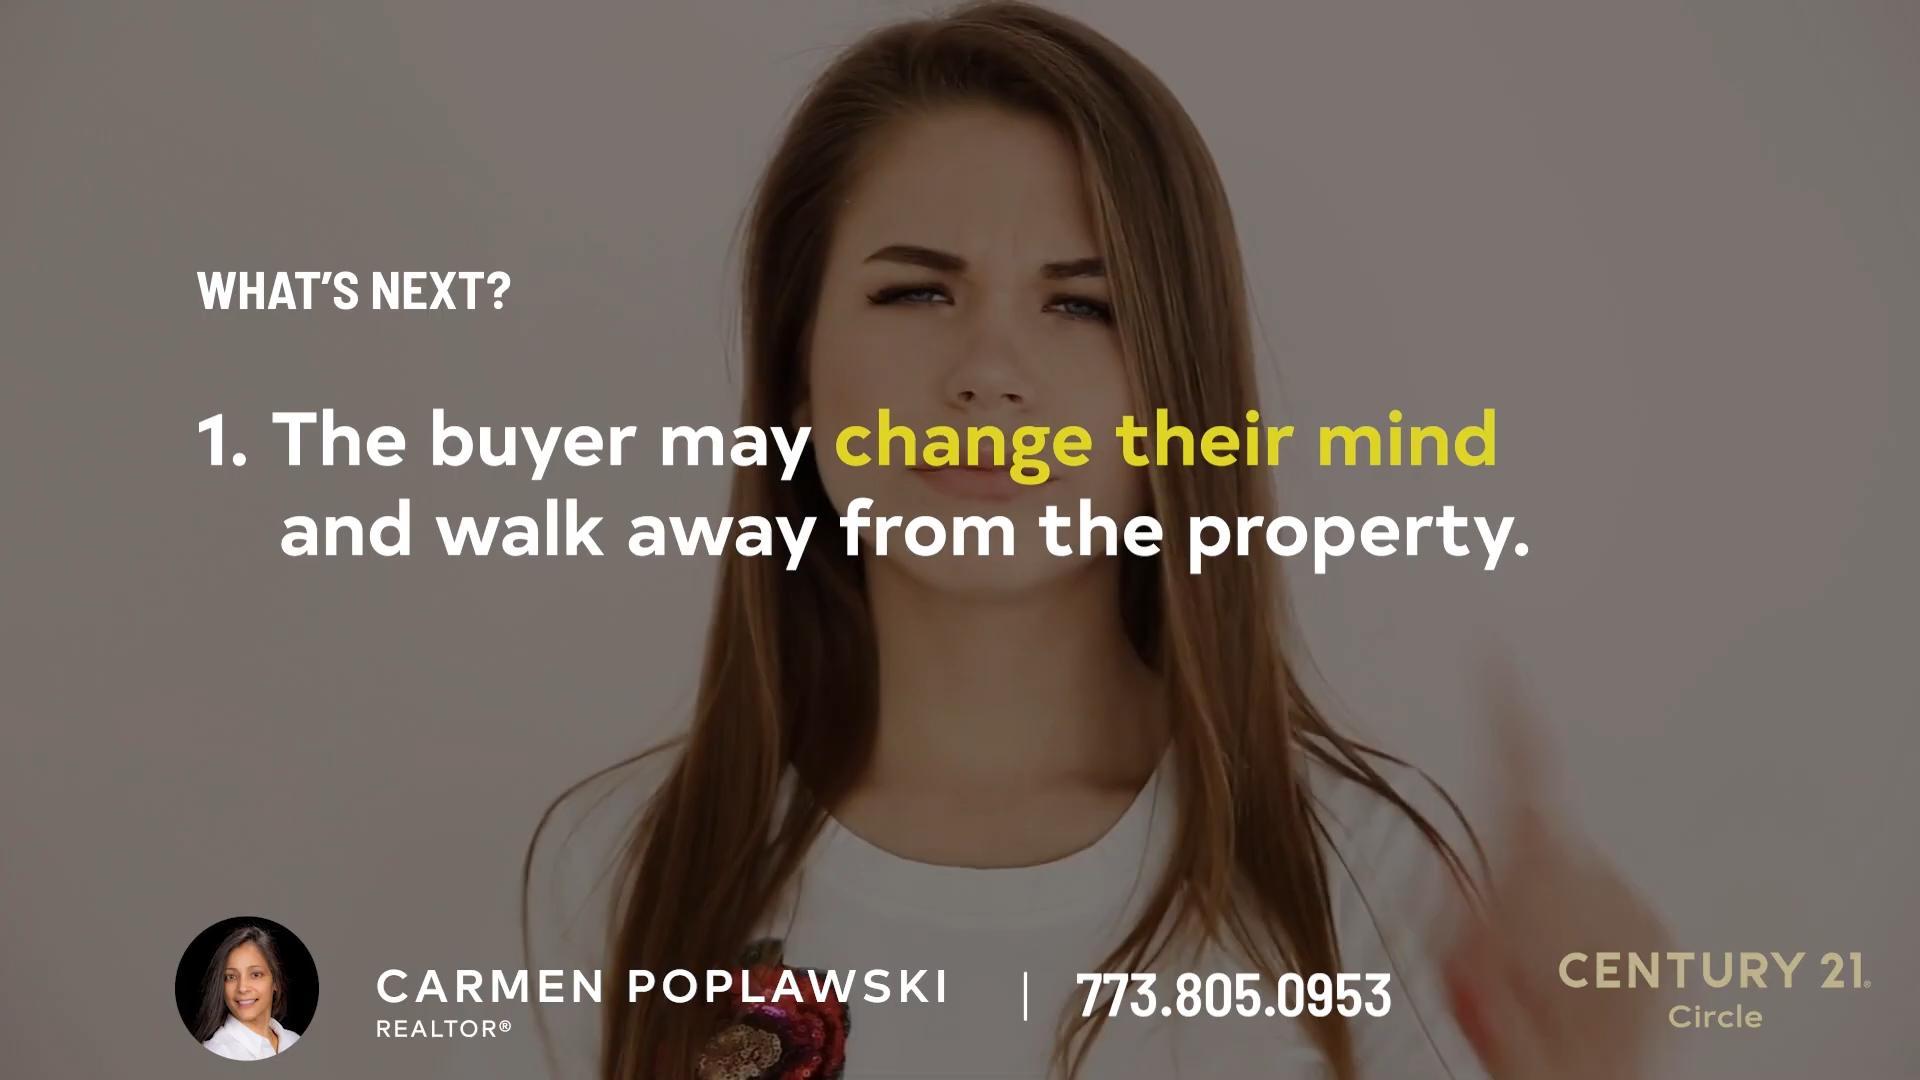 WHAT'S NEXT?
1. The buyer may change their mind
and walk away from the property.
CARMEN POPLAWSKI | 773.805.0953
REALTOR®
CENTURY 21®
Circle